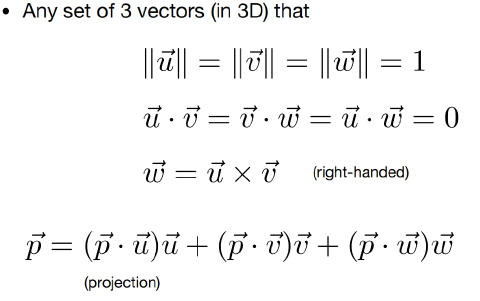 • Any set of 3 vectors (in 3D) that
‖u⃗‖ = ‖v⃗‖ = ‖w⃗‖ = 1
u⃗ · v⃗ = v⃗ · w⃗ = u⃗ · w⃗ = 0
w⃗ = u⃗ × v⃗ (right-handed)
p⃗ = (p⃗ · u⃗)u⃗ + (p⃗ · v⃗)v⃗ + (p⃗ · w⃗)w⃗
(projection)